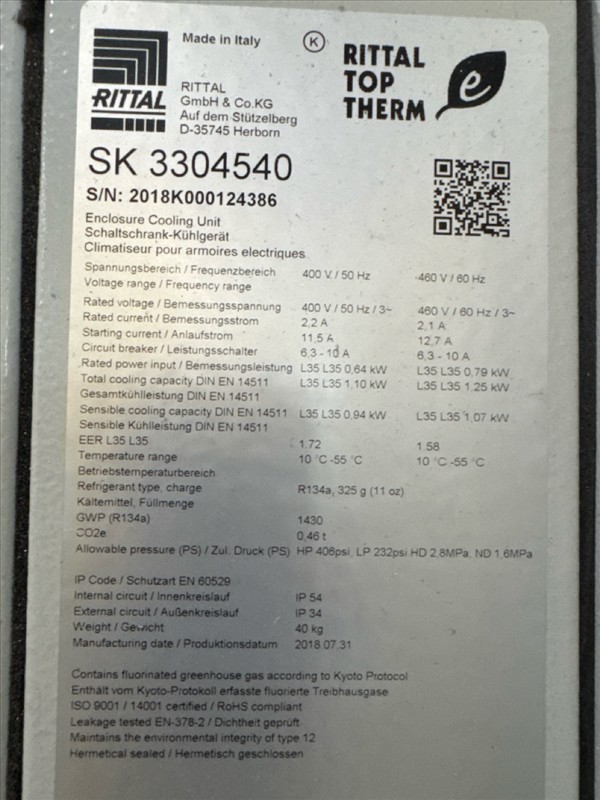 Made in Italy
K
RITTAL
TOP
THERM
e
RITTAL
RITTAL
GmbH & Co.KG
Auf dem Stützelberg
D-35745 Herborn
SK 3304540
S/N: 2018K000124386
Enclosure Cooling Unit
Schaltschrank-Kühlgerät
Climatiseur pour armoires electriques
Spannungsbereich / Frequenzbereich 400 V / 50 Hz 460 V / 60 Hz
Voltage range / Frequency range
Rated voltage / Bemessungsspannung 400 V / 50 Hz / 3~ 460 V / 60 Hz / 3~
Rated current / Bemessungsstrom 2,2 A 2,1 A
Starting current / Anlaufstrom 11,5 A 12,7 A
Circuit breaker / Leistungsschalter 6,3 - 10 A 6,3 - 10 A
Rated power input / Bemessungsleistung L35 L35 0,64 kW L35 L35 0,79 kW
Total cooling capacity DIN EN 14511 L35 L35 1,10 kW L35 L35 1,25 kW
Gesamtkühlleistung DIN EN 14511
Sensible cooling capacity DIN EN 14511 L35 L35 0,94 kW L35 L35 1,07 kW
Sensible Kühlleistung DIN EN 14511
EER L35 L35 1.72 1.58
Temperature range 10 °C -55 °C 10 °C -55 °C
Betriebstemperaturbereich
Refrigerant type, charge R134a, 325 g (11 oz)
Kältemittel, Füllmenge
GWP (R134a) 1430
CO2e 0,46 t
Allowable pressure (PS) / Zul. Druck (PS) HP 406psi, LP 232psi HD 2,8MPa, ND 1,6MPa
IP Code / Schutzart EN 60529
Internal circuit / Innenkreislauf IP 54
External circuit / Außenkreislauf IP 34
Weight / Gewicht 40 kg
Manufacturing date / Produktionsdatum 2018.07.31
Contains fluorinated greenhouse gas according to Kyoto Protocol
Enthält vom Kyoto-Protokoll erfasste fluorierte Treibhausgase
ISO 9001 / 14001 certified / RoHS compliant
Leakage tested EN-378-2 / Dichtheit geprüft
Maintains the environmental integrity of type 12
Hermetical sealed / Hermetisch geschlossen